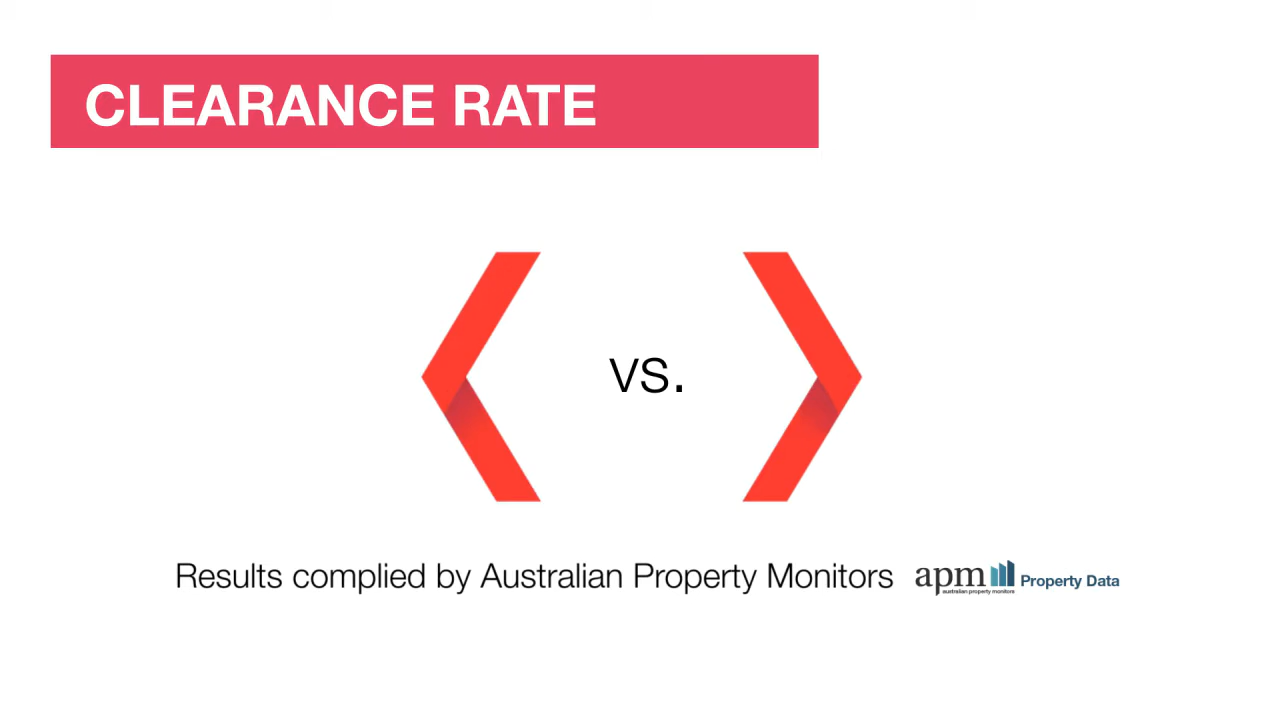 CLEARANCE RATE
vs.
Results complied by Australian Property Monitors
apm Property Data
australian property monitors